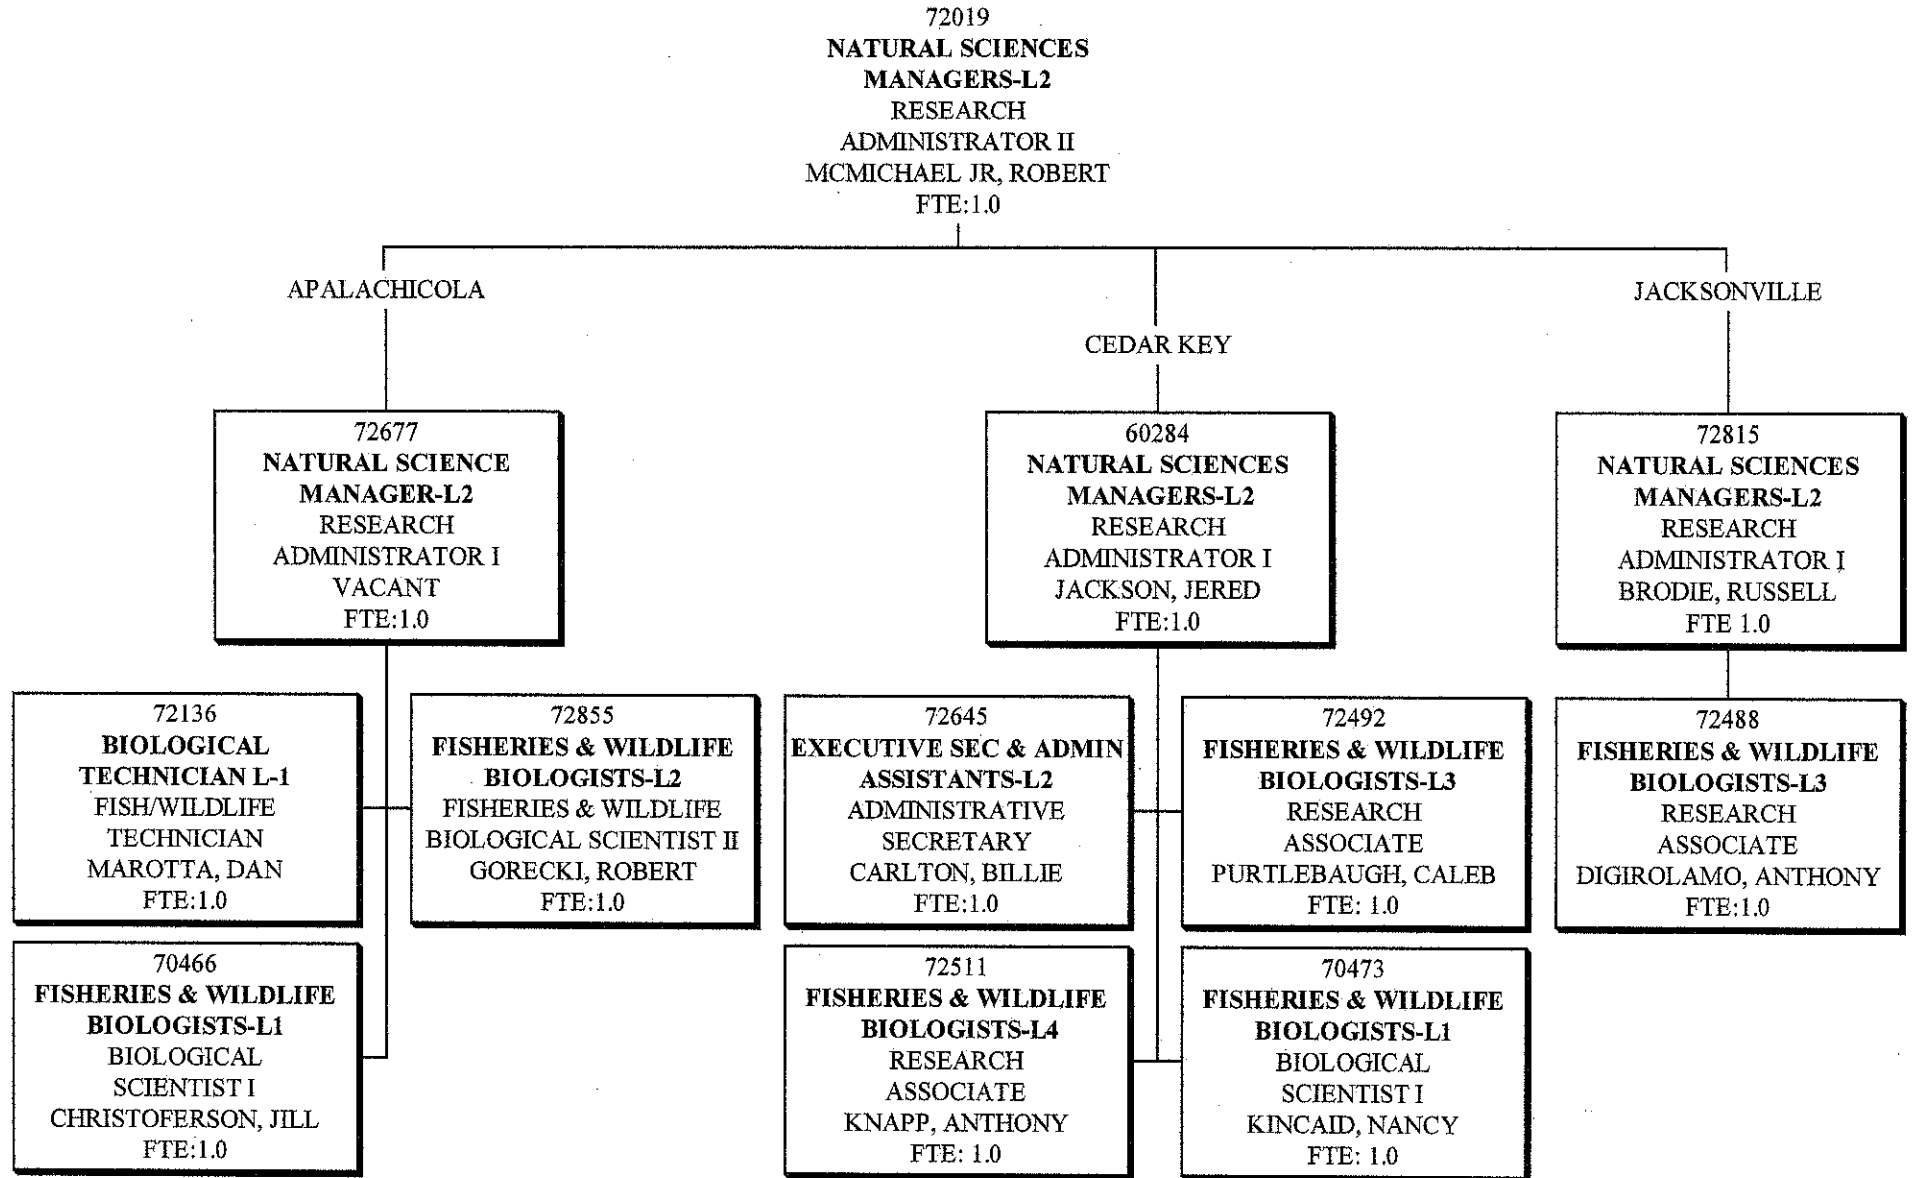 72019
NATURAL SCIENCES
MANAGERS-L2
RESEARCH
ADMINISTRATOR II
MCMICHAEL JR, ROBERT
FTE:1.0
APALACHICOLA
CEDAR KEY
JACKSONVILLE
72677
NATURAL SCIENCE
MANAGER-L2
RESEARCH
ADMINISTRATOR I
VACANT
FTE:1.0
60284
NATURAL SCIENCES
MANAGERS-L2
RESEARCH
ADMINISTRATOR I
JACKSON, JERED
FTE:1.0
72815
NATURAL SCIENCES
MANAGERS-L2
RESEARCH
ADMINISTRATOR I
BRODIE, RUSSELL
FTE 1.0
72136
BIOLOGICAL
TECHNICIAN L-1
FISH/WILDLIFE
TECHNICIAN
MAROTTA, DAN
FTE:1.0
72855
FISHERIES & WILDLIFE
BIOLOGISTS-L2
FISHERIES & WILDLIFE
BIOLOGICAL SCIENTIST II
GORECKI, ROBERT
FTE:1.0
72645
EXECUTIVE SEC & ADMIN
ASSISTANTS-L2
ADMINISTRATIVE
SECRETARY
CARLTON, BILLIE
FTE:1.0
72492
FISHERIES & WILDLIFE
BIOLOGISTS-L3
RESEARCH
ASSOCIATE
PURTLEBAUGH, CALEB
FTE: 1.0
72488
FISHERIES & WILDLIFE
BIOLOGISTS-L3
RESEARCH
ASSOCIATE
DIGIROLAMO, ANTHONY
FTE:1.0
70466
FISHERIES & WILDLIFE
BIOLOGISTS-L1
BIOLOGICAL
SCIENTIST I
CHRISTOFERSON, JILL
FTE:1.0
72511
FISHERIES & WILDLIFE
BIOLOGISTS-L4
RESEARCH
ASSOCIATE
KNAPP, ANTHONY
FTE: 1.0
70473
FISHERIES & WILDLIFE
BIOLOGISTS-L1
BIOLOGICAL
SCIENTIST I
KINCAID, NANCY
FTE: 1.0